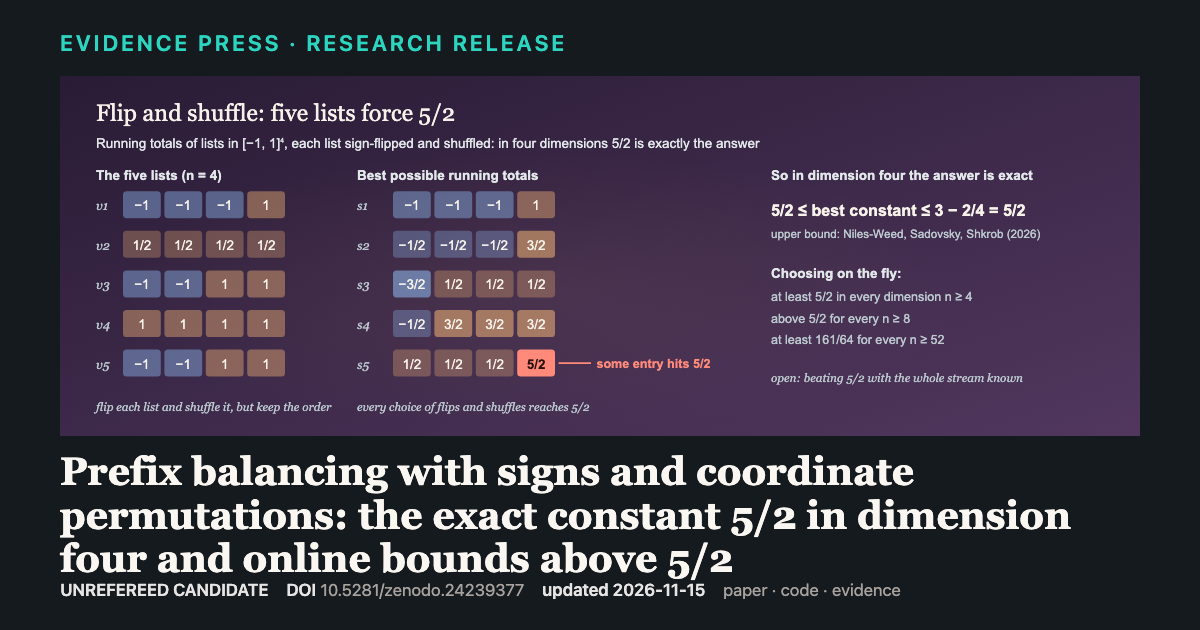 EVIDENCE PRESS · RESEARCH RELEASE
Flip and shuffle: five lists force 5/2
Running totals of lists in [−1, 1]⁴, each list sign-flipped and shuffled: in four dimensions 5/2 is exactly the answer
The five lists (n = 4)
v1 −1 −1 −1 1
v2 1/2 1/2 1/2 1/2
v3 −1 −1 1 1
v4 1 1 1 1
v5 −1 −1 1 1
flip each list and shuffle it, but keep the order
Best possible running totals
s1 −1 −1 −1 1
s2 −1/2 −1/2 −1/2 3/2
s3 −3/2 1/2 1/2 1/2
s4 −1/2 3/2 3/2 3/2
s5 1/2 1/2 1/2 5/2 some entry hits 5/2
every choice of flips and shuffles reaches 5/2
So in dimension four the answer is exact
5/2 ≤ best constant ≤ 3 − 2/4 = 5/2
upper bound: Niles-Weed, Sadovsky, Shkrob (2026)
Choosing on the fly:
at least 5/2 in every dimension n ≥ 4
above 5/2 for every n ≥ 8
at least 161/64 for every n ≥ 52
open: beating 5/2 with the whole stream known
Prefix balancing with signs and coordinate
permutations: the exact constant 5/2 in dimension
four and online bounds above 5/2
UNREFEREED CANDIDATE DOI 10.5281/zenodo.24239377 updated 2026-11-15 paper · code · evidence